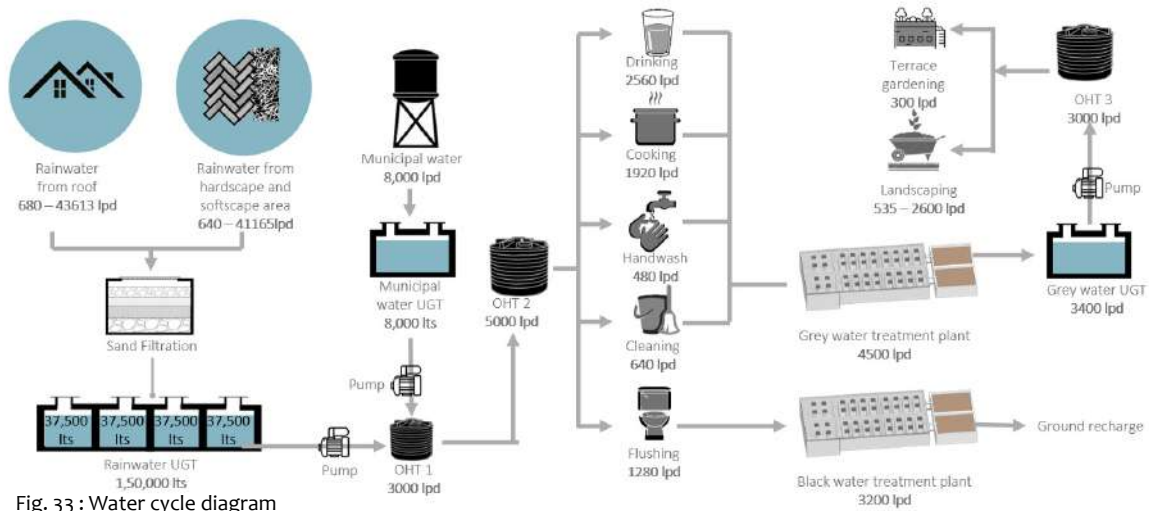 Rainwater
from roof
680 – 43613 lpd
Rainwater from
hardscape and
softscape area
640 – 41165lpd
Sand Filtration
37,500
lts
37,500
lts
37,500
lts
37,500
lts
Rainwater UGT
1,50,000 lts
Pump
Municipal water
8,000 lpd
Municipal
water UGT
8,000 lts
Pump
OHT 1
3000 lpd
OHT 2
5000 lpd
Drinking
2560 lpd
Cooking
1920 lpd
Handwash
480 lpd
Cleaning
640 lpd
Flushing
1280 lpd
Terrace
gardening
300 lpd
Landscaping
535 – 2600 lpd
OHT 3
3000 lpd
Pump
Grey water UGT
3400 lpd
Grey water treatment plant
4500 lpd
Black water treatment plant
3200 lpd
Ground recharge
Fig. 33 : Water cycle diagram